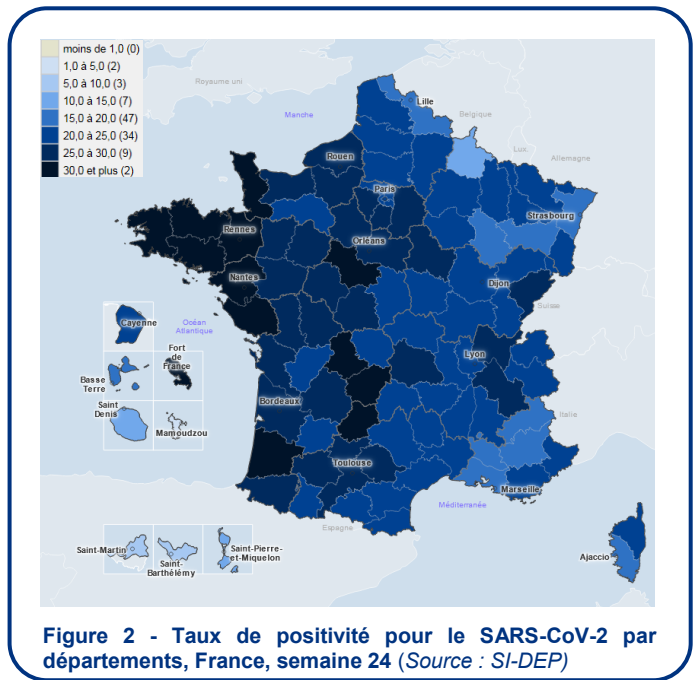 moins de 1,0 (0)
1,0 à 5,0 (2)
5,0 à 10,0 (3)
10,0 à 15,0 (7)
15,0 à 20,0 (47)
20,0 à 25,0 (34)
25,0 à 30,0 (9)
30,0 et plus (2)
Royaume uni
Manche
Lille
Belgique
Lux.
Allemagne
Rouen
Paris
Strasbourg
Rennes
Orléans
Nantes
Dijon
Suisse
Océan
Atlantique
Cayenne
Fort
de
France
Basse
Terre
Saint
Denis
Mamoudzou
Lyon
Bordeaux
Italie
Toulouse
Marseille
Méditerranée
Espagne
Ajaccio
Saint-Martin
Saint-
Barthélémy
Saint-Pierre-
et-Miquelon
Figure 2 - Taux de positivité pour le SARS-CoV-2 par
départements, France, semaine 24 (Source : SI-DEP)